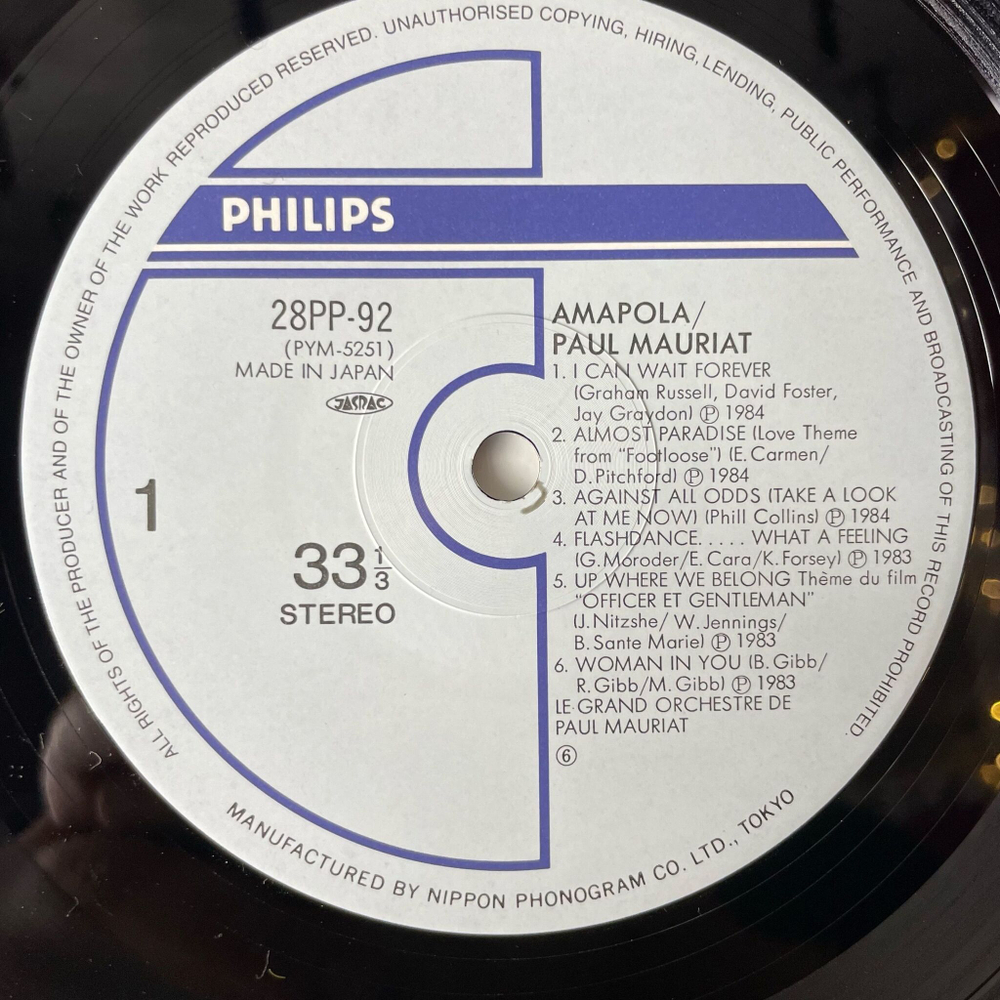 ALL RIGHTS OF THE PRODUCER AND OF THE OWNER OF THE WORK REPRODUCED RESERVED. UNAUTHORISED COPYING, HIRING, LENDING, PUBLIC PERFORMANCE AND BROADCASTING OF THIS RECORD PROHIBITED.
PHILIPS
28PP-92
(PYM-5251)
MADE IN JAPAN
JASRAC
1
33 1/3
STEREO
AMAPOLA/
PAUL MAURIAT
1. I CAN WAIT FOREVER
(Graham Russell, David Foster,
Jay Graydon) Ⓟ 1984
2. ALMOST PARADISE (Love Theme
from “Footloose”) (E. Carmen/
D. Pitchford) Ⓟ 1984
3. AGAINST ALL ODDS (TAKE A LOOK
AT ME NOW) (Phill Collins) Ⓟ 1984
4. FLASHDANCE..... WHAT A FEELING
(G. Moroder/E. Cara/K. Forsey) Ⓟ 1983
5. UP WHERE WE BELONG Thème du film
“OFFICER ET GENTLEMAN”
(J. Nitzshe/ W. Jennings/
B. Sante Marie) Ⓟ 1983
6. WOMAN IN YOU (B. Gibb/
R. Gibb/M. Gibb) Ⓟ 1983
LE GRAND ORCHESTRE DE
PAUL MAURIAT
⑥
MANUFACTURED BY NIPPON PHONOGRAM CO. LTD., TOKYO